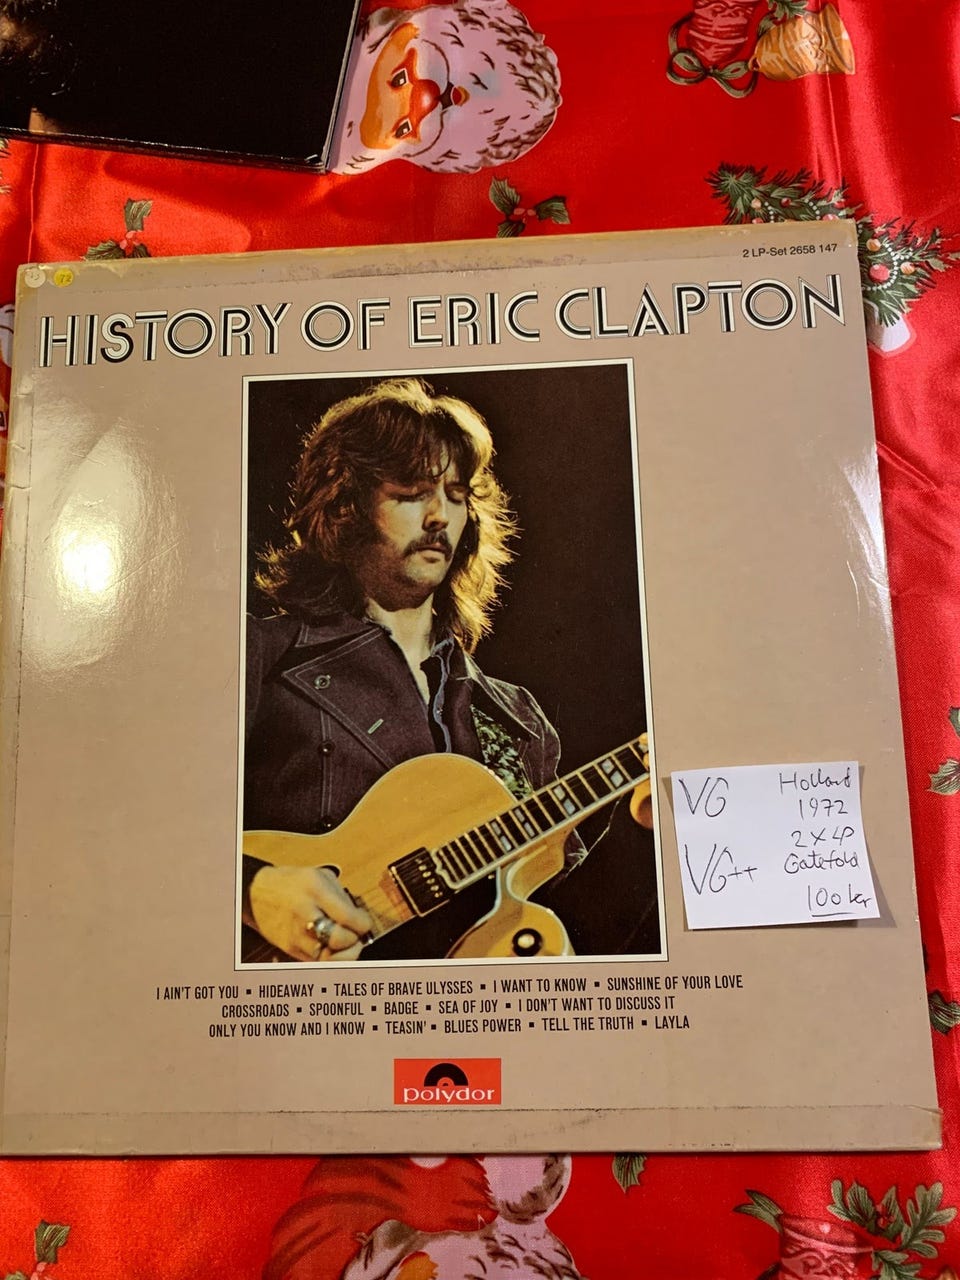 72
2 LP-Set 2658 147
HISTORY OF ERIC CLAPTON
VG
VG++
Holland
1972
2x LP
Gatefold
100 kr
I AIN'T GOT YOU ▪ HIDEAWAY ▪ TALES OF BRAVE ULYSSES ▪ I WANT TO KNOW ▪ SUNSHINE OF YOUR LOVE
CROSSROADS ▪ SPOONFUL ▪ BADGE ▪ SEA OF JOY ▪ I DON'T WANT TO DISCUSS IT
ONLY YOU KNOW AND I KNOW ▪ TEASIN' ▪ BLUES POWER ▪ TELL THE TRUTH ▪ LAYLA
polydor